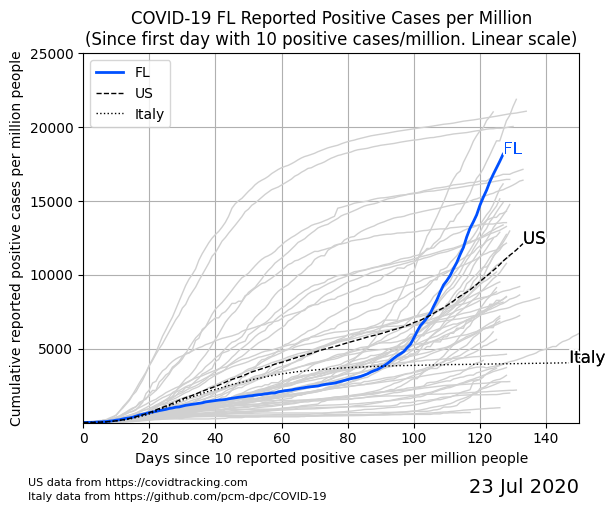 COVID-19 FL Reported Positive Cases per Million
(Since first day with 10 positive cases/million. Linear scale)
Cumulative reported positive cases per million people
25000
20000
15000
10000
5000
FL
US
Italy
FL
US
Italy
0
20
40
60
80
100
120
140
Days since 10 reported positive cases per million people
US data from https://covidtracking.com
Italy data from https://github.com/pcm-dpc/COVID-19
23 Jul 2020